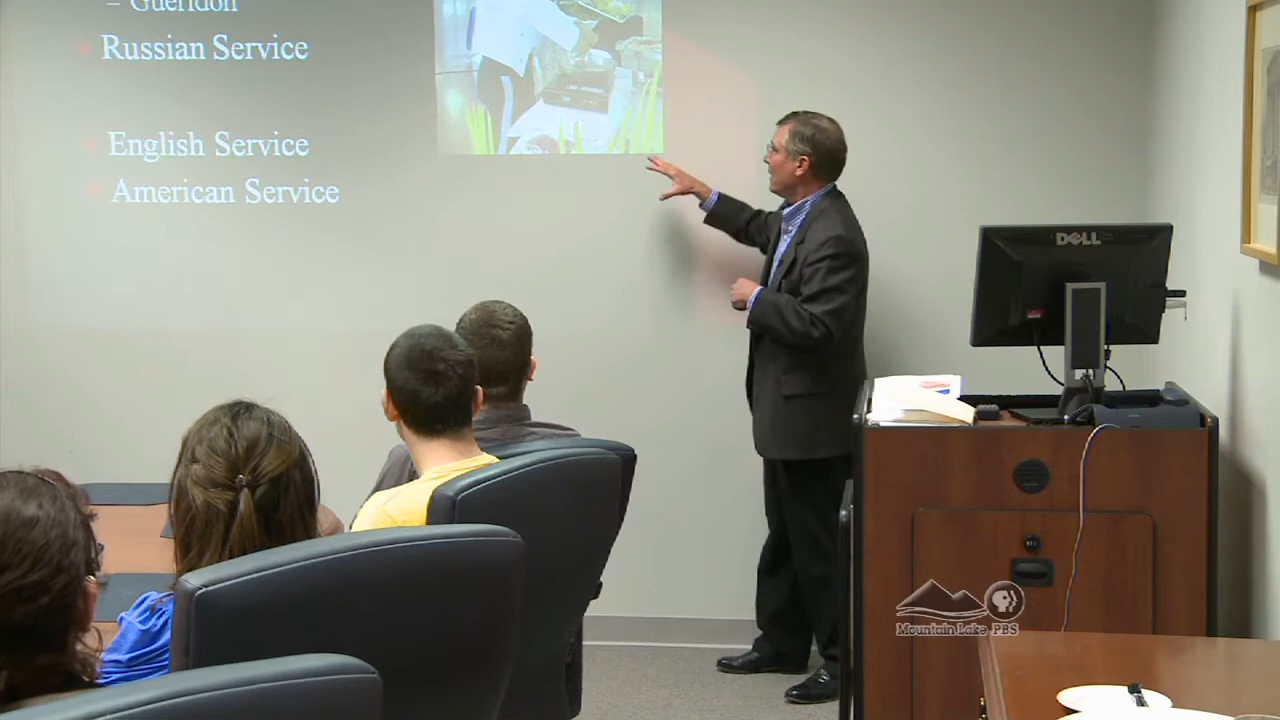 – Gueridon
Russian Service
English Service
American Service
DELL
Mountain Lake PBS